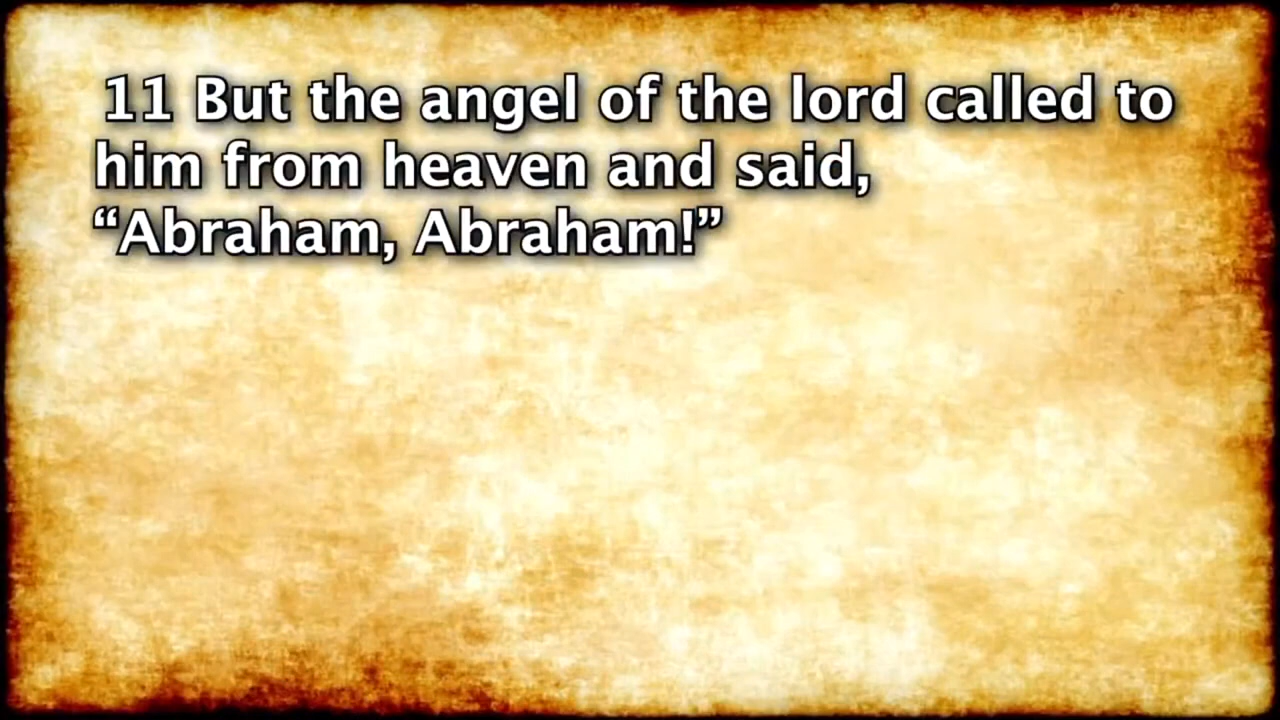 11 But the angel of the lord called to
him from heaven and said,
“Abraham, Abraham!”